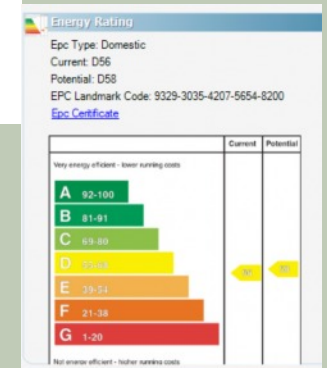 Energy Rating
Epc Type: Domestic
Current: D56
Potential: D58
EPC Landmark Code: 9329-3035-4207-5654-8200
Epc Certificate
Current Potential
Very energy efficient - lower running costs
A 92-100
B 81-91
C 69-80
D
E 39-54
F 21-38
G 1-20
Not energy efficient - higher running costs